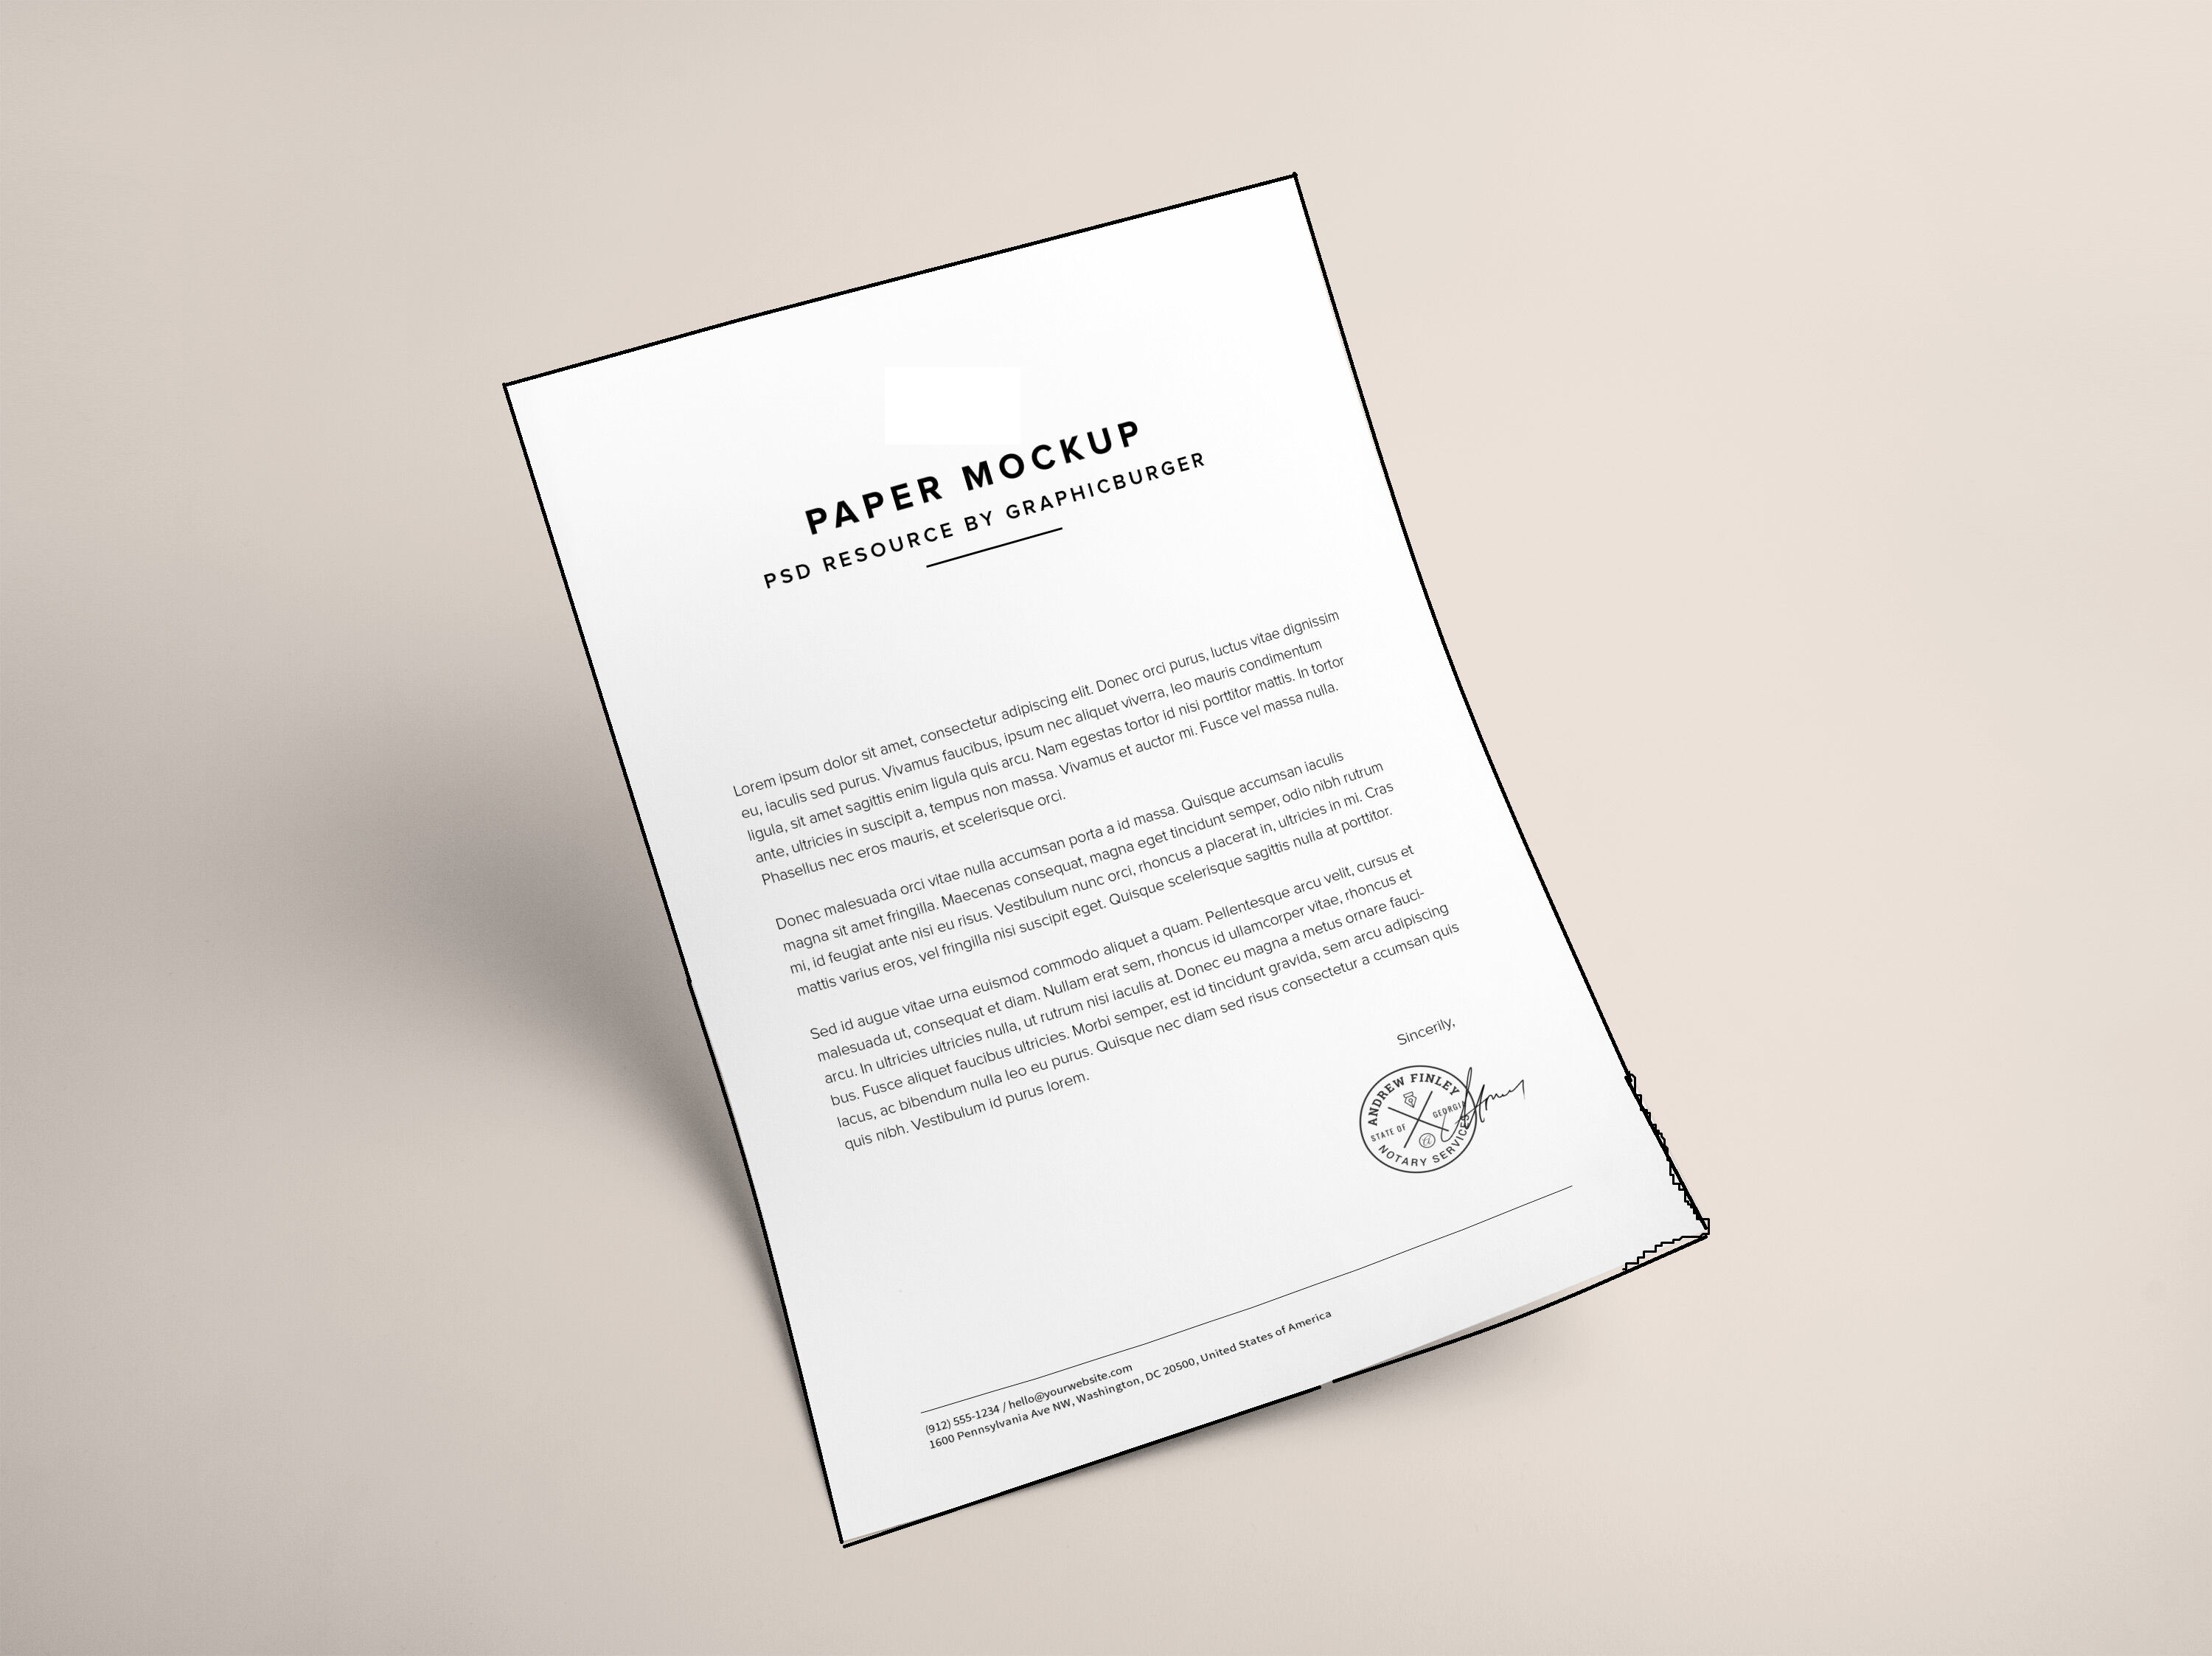 PAPER MOCKUP
PSD RESOURCE BY GRAPHICBURGER
Lorem ipsum dolor sit amet, consectetur adipiscing elit. Donec orci purus, luctus vitae dignissim
eu, iaculis sed purus. Vivamus faucibus, ipsum nec aliquet viverra, leo mauris condimentum
ligula, sit amet sagittis enim ligula quis arcu. Nam egestas tortor id nisi porttitor mattis. In tortor
ante, ultricies in suscipit a, tempus non massa. Vivamus et auctor mi. Fusce vel massa nulla.
Phasellus nec eros mauris, et scelerisque orci.
Donec malesuada orci vitae nulla accumsan porta a id massa. Quisque accumsan iaculis
magna sit amet fringilla. Maecenas consequat, magna eget tincidunt semper, odio nibh rutrum
mi, id feugiat ante nisi eu risus. Vestibulum nunc orci, rhoncus a placerat in, ultricies in mi. Cras
mattis varius eros, vel fringilla nisi suscipit eget. Quisque scelerisque sagittis nulla at porttitor.
Sed id augue vitae urna euismod commodo aliquet a quam. Pellentesque arcu velit, cursus et
malesuada ut, consequat et diam. Nullam erat sem, rhoncus id ullamcorper vitae, rhoncus et
arcu. In ultricies ultricies nulla, ut rutrum nisi iaculis at. Donec eu magna a metus ornare fauci-
bus. Fusce aliquet faucibus ultricies. Morbi semper, est id tincidunt gravida, sem arcu adipiscing
lacus, ac bibendum nulla leo eu purus. Quisque nec diam sed risus consectetur a ccumsan quis
quis nibh. Vestibulum id purus lorem.
Sincerily,
ANDREW FINLEY
STATE OF GEORGIA
NOTARY SERVICES
(912) 555-1234 / hello@yourwebsite.com
1600 Pennsylvania Ave NW, Washington, DC 20500, United States of America